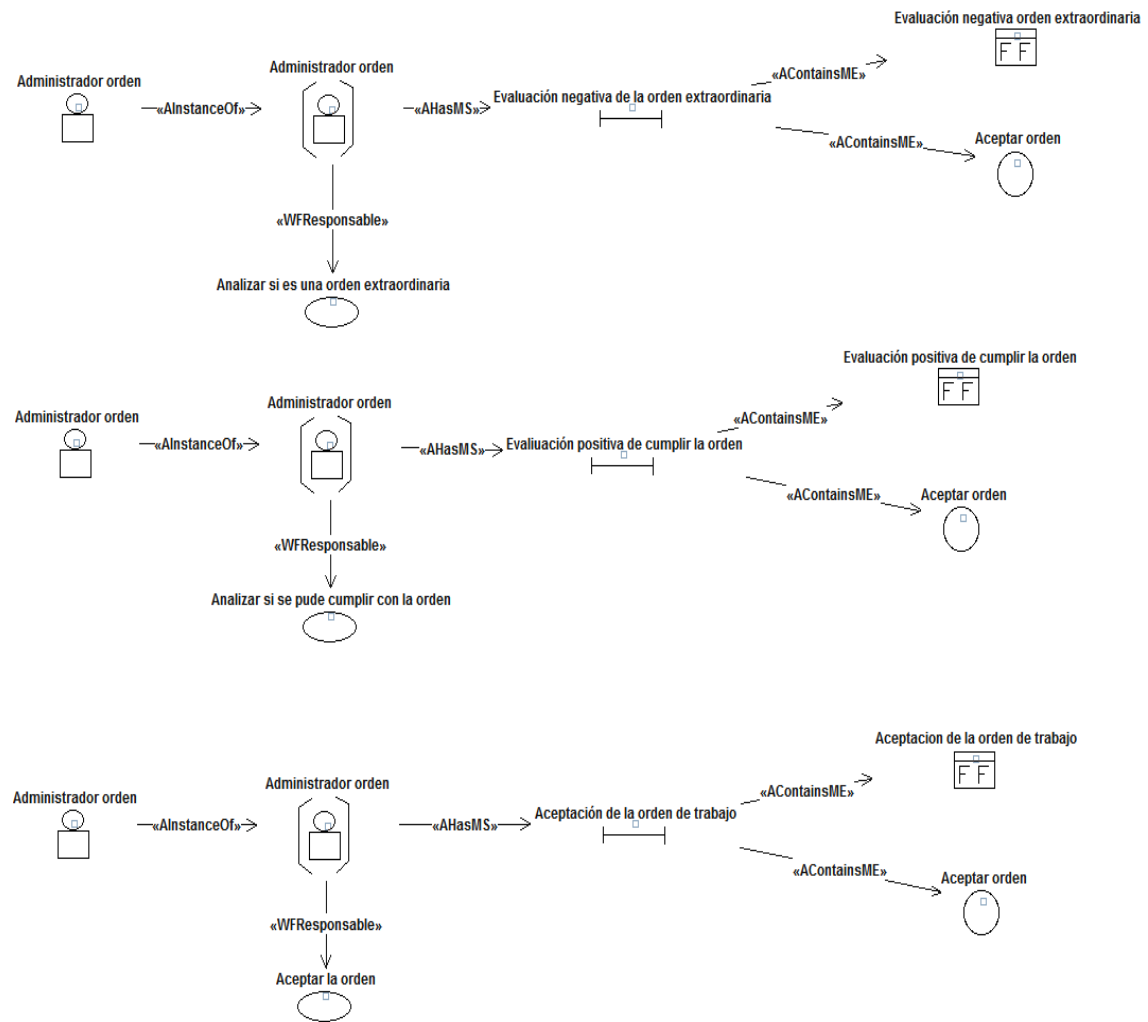 Evaluación negativa orden extraordinaria
F F
Administrador orden
Administrador orden
«AContainsME»
«AInstanceOf»
«AHasMS»
Evaluación negativa de la orden extraordinaria
«AContainsME»
Aceptar orden
«WFResponsable»
Analizar si es una orden extraordinaria
Evaluación positiva de cumplir la orden
F F
Administrador orden
Administrador orden
«AContainsME»
«AInstanceOf»
«AHasMS»
Evaliuación positiva de cumplir la orden
«AContainsME»
Aceptar orden
«WFResponsable»
Analizar si se pude cumplir con la orden
Aceptacion de la orden de trabajo
F F
Administrador orden
Administrador orden
«AContainsME»
«AInstanceOf»
«AHasMS»
Aceptación de la orden de trabajo
«AContainsME»
Aceptar orden
«WFResponsable»
Aceptar la orden